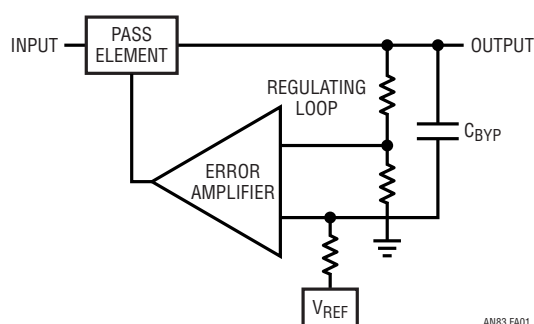 PASS
ELEMENT
INPUT
OUTPUT
REGULATING
LOOP
CBYP
ERROR
AMPLIFIER
VREF
AN83 FA01